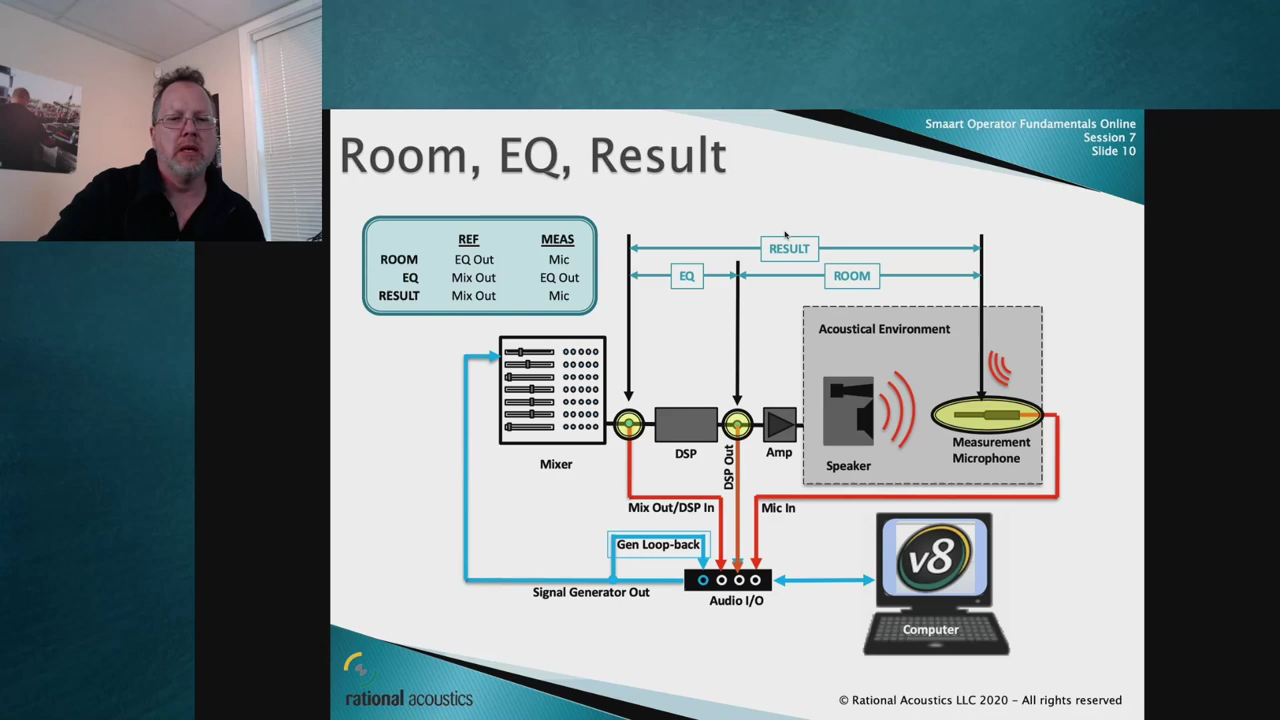 Smaart Operator Fundamentals Online
Session 7
Slide 10
Room, EQ, Result
REF MEAS
ROOM EQ Out Mic
EQ Mix Out EQ Out
RESULT Mix Out Mic
RESULT
EQ
ROOM
Acoustical Environment
Mixer
DSP
DSP Out
Amp
Speaker
Measurement
Microphone
Mix Out/DSP In
Mic In
Gen Loop-back
Signal Generator Out
Audio I/O
v8
Computer
rational acoustics
© Rational Acoustics LLC 2020 – All rights reserved